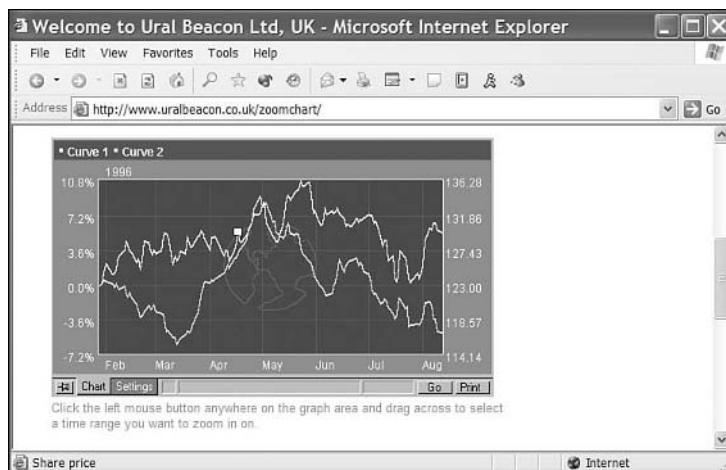 Welcome to Ural Beacon Ltd, UK - Microsoft Internet Explorer
File Edit View Favorites Tools Help
Address http://www.uralbeacon.co.uk/zoomchart/ Go
• Curve 1 • Curve 2
1996
10.8% 136.28
7.2% 131.86
3.6% 127.43
0.0% 123.00
-3.6% 118.57
-7.2% 114.14
Feb Mar Apr May Jun Jul Aug
Chart Settings Go Print
Click the left mouse button anywhere on the graph area and drag across to select
a time range you want to zoom in on.
Share price Internet